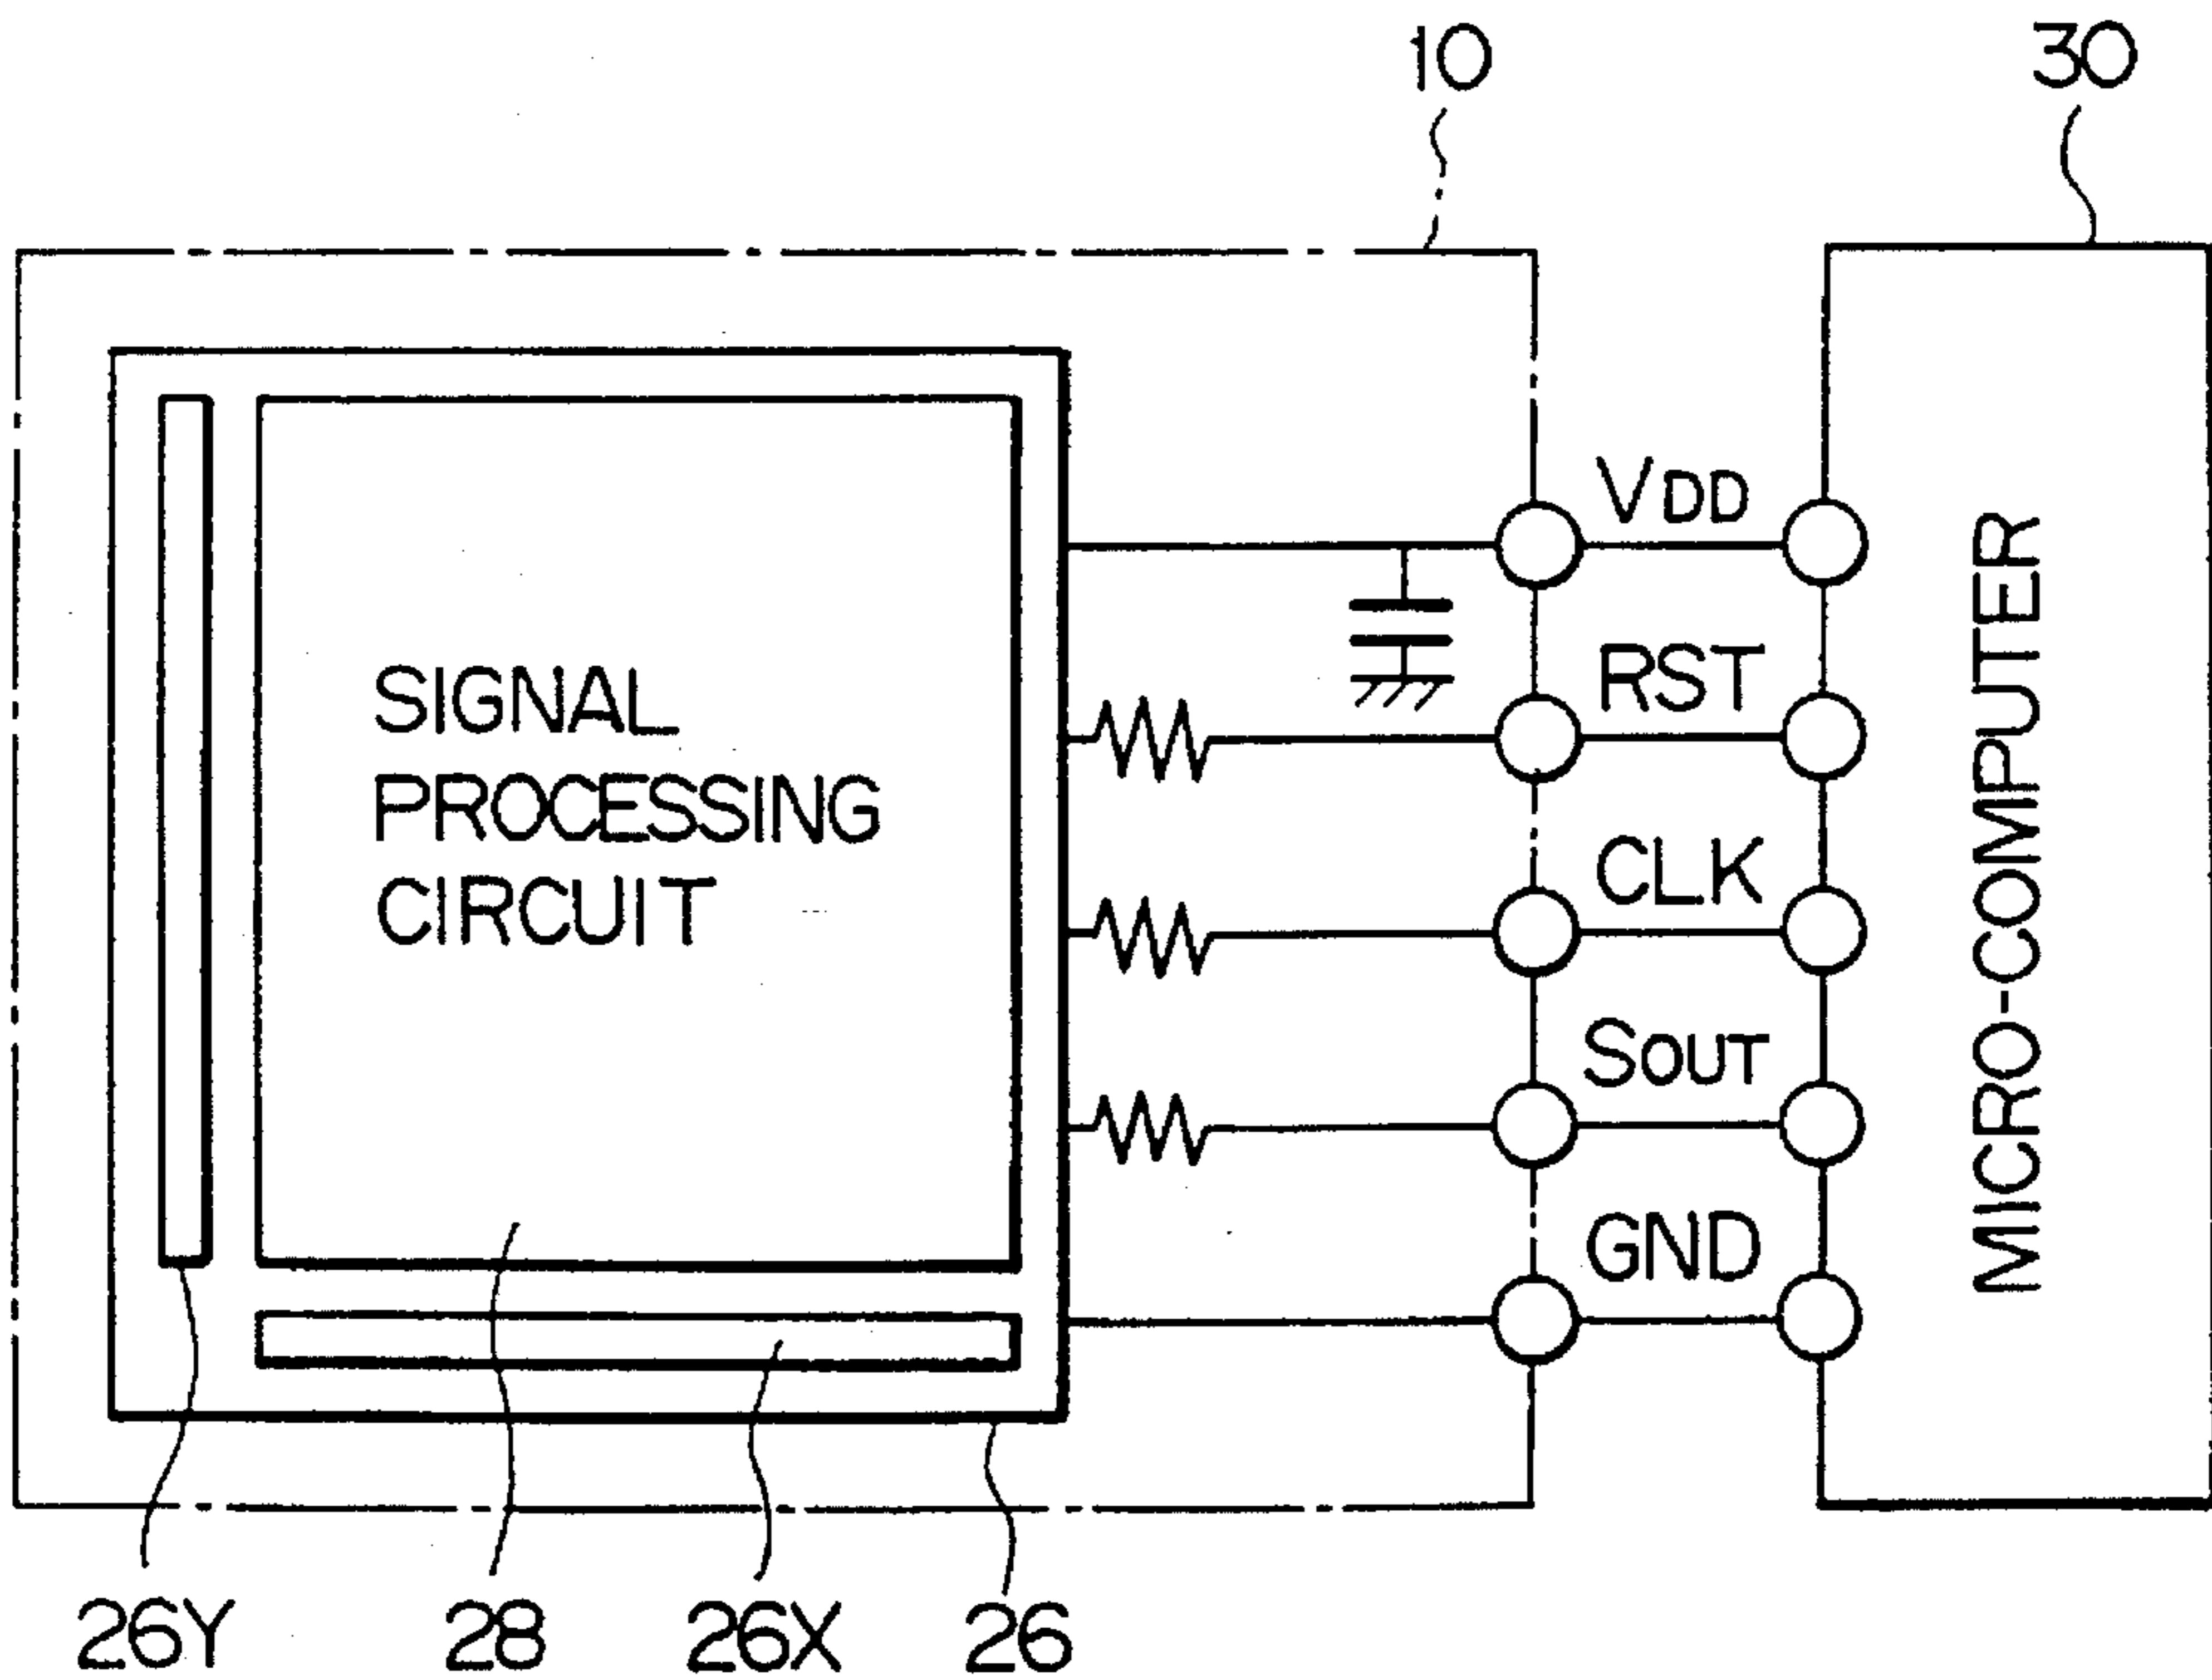 10
30
SIGNAL
PROCESSING
CIRCUIT
VDD
RST
CLK
SOUT
GND
MICRO-COMPUTER
26Y
28
26X
26